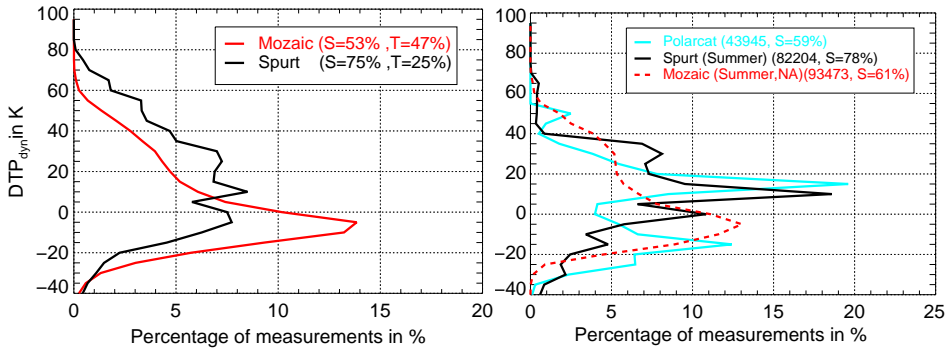 100
80
60
40
20
0
−20
−40
DTPdyn in K
Mozaic (S=53% ,T=47%)
Spurt (S=75% ,T=25%)
0 5 10 15 20 25
Percentage of measurements in %
100
80
60
40
20
0
−20
−40
Polarcat (43945, S=59%)
Spurt (Summer) (82204, S=78%)
Mozaic (Summer,NA)(93473, S=61%)
0 5 10 15 20 25
Percentage of measurements in %